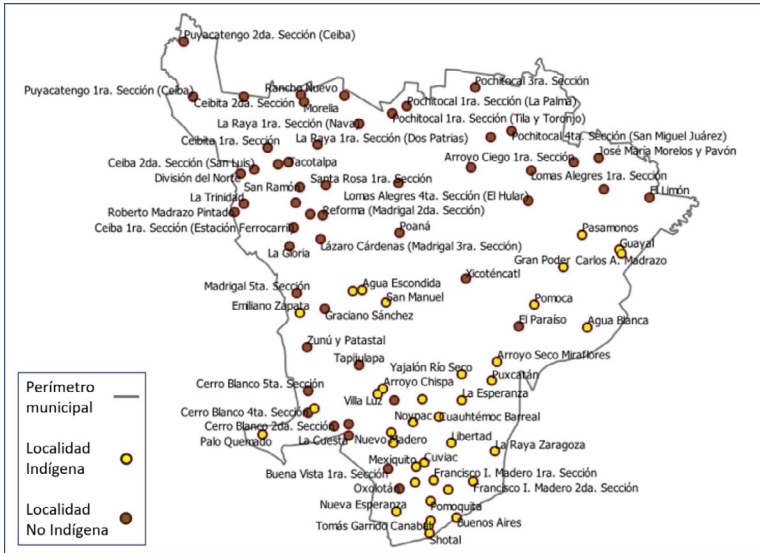 Puyacatengo 2da. Sección (Ceiba)
Puyacatengo 1ra. Sección (Ceiba)
Rancho Nuevo
Pochitocal 3ra. Sección
Ceibita 2da. Sección
Morelia
Pochitocal 1ra. Sección (La Palma)
La Raya 1ra. Sección (Nava)
Pochitocal 1ra. Sección (Tila y Toronjo)
Ceibita 1ra. Sección
La Raya 1ra. Sección (Dos Patrias)
Pochitocal 4ta. Sección (San Miguel Juárez)
Ceiba 2da. Sección (San Luis)
Tacotalpa
Arroyo Ciego 1ra. Sección
José María Morelos y Pavón
División del Norte
San Ramón
Santa Rosa 1ra. Sección
Lomas Alegres 1ra. Sección
La Trinidad
Lomas Alegres 4ta. Sección (El Hular)
El Limón
Roberto Madrazo Pintado
Reforma (Madrigal 2da. Sección)
Ceiba 1ra. Sección (Estación Ferrocarril)
Poaná
Pasamonos
La Gloria
Lázaro Cárdenas (Madrigal 3ra. Sección)
Guayal
Gran Poder
Carlos A. Madrazo
Xicoténcatl
Madrigal 5ta. Sección
Agua Escondida
San Manuel
Emiliano Zapata
Graciano Sánchez
Pomoca
El Paraíso
Agua Blanca
Zunú y Patastal
Tapijulapa
Arroyo Seco Miraflores
Yajalón Río Seco
Puxcatán
Cerro Blanco 5ta. Sección
Arroyo Chispa
Villa Luz
La Esperanza
Cerro Blanco 4ta. Sección
Noypac
Cuauhtémoc Barreal
Cerro Blanco 2da. Sección
Palo Quemado
La Cuesta
Nuevo Madero
Libertad
La Raya Zaragoza
Mexiquito
Cuviac
Buena Vista 1ra. Sección
Francisco I. Madero 1ra. Sección
Oxolotán
Francisco I. Madero 2da. Sección
Nueva Esperanza
Pomoquita
Tomás Garrido Canabal
Buenos Aires
Shotal
Perímetro
municipal
Localidad
Indígena
Localidad
No Indígena